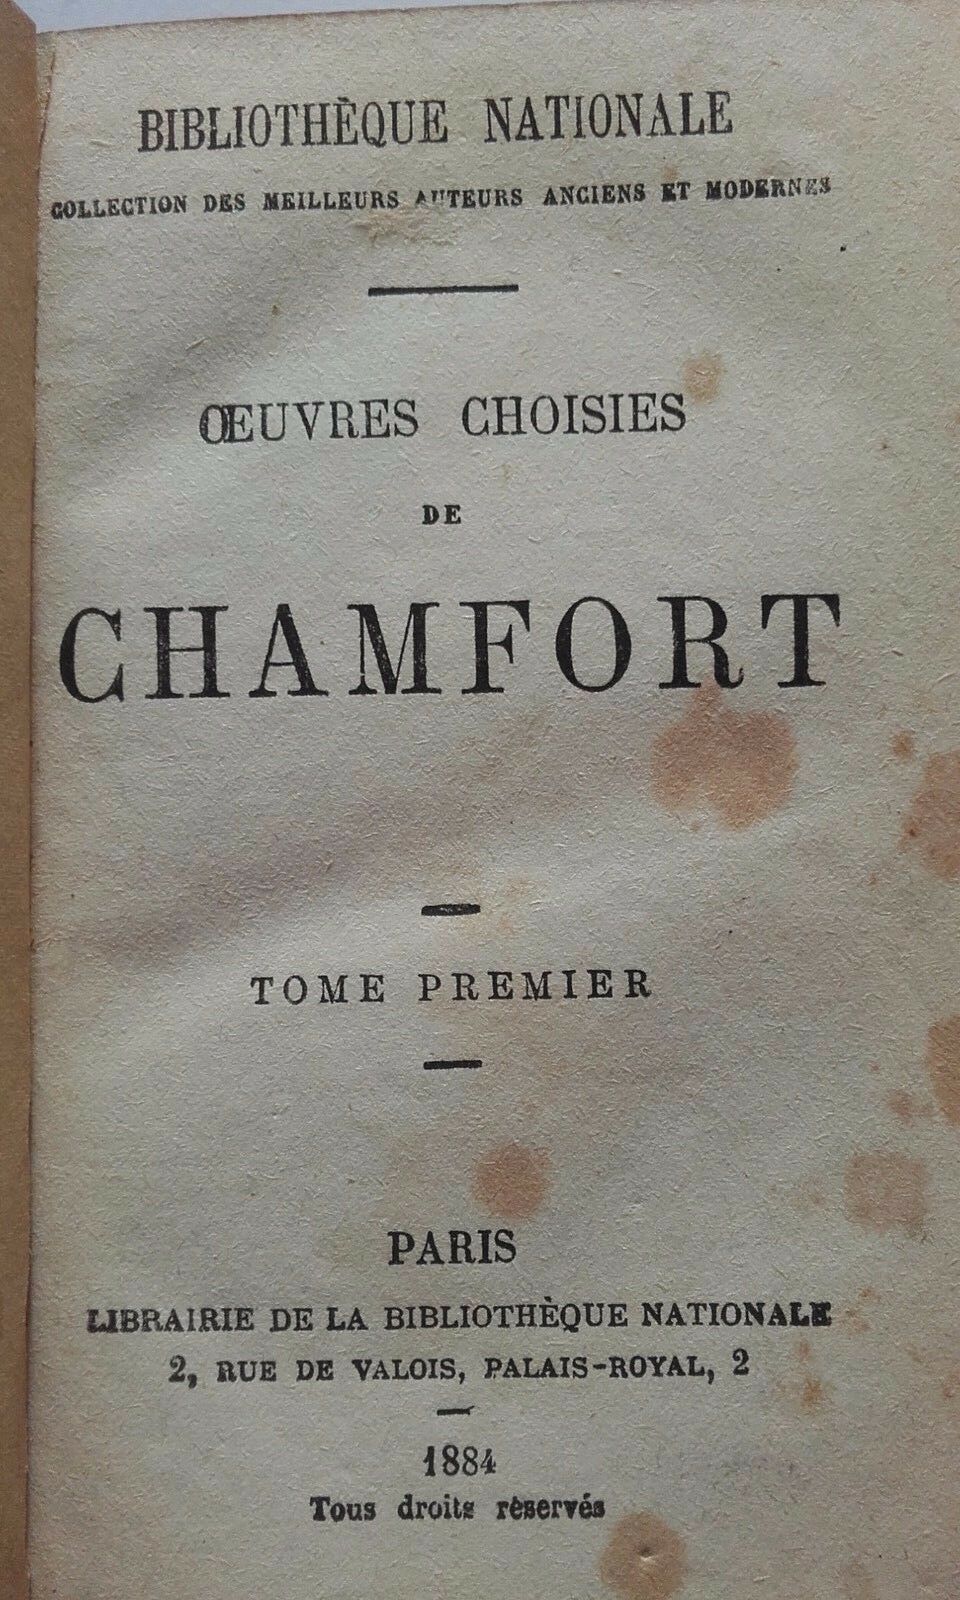 BIBLIOTHÈQUE NATIONALE
COLLECTION DES MEILLEURS AUTEURS ANCIENS ET MODERNES
ŒUVRES CHOISIES
DE
CHAMFORT
TOME PREMIER
PARIS
LIBRAIRIE DE LA BIBLIOTHÈQUE NATIONALE
2, RUE DE VALOIS, PALAIS-ROYAL, 2
1884
Tous droits rèservés